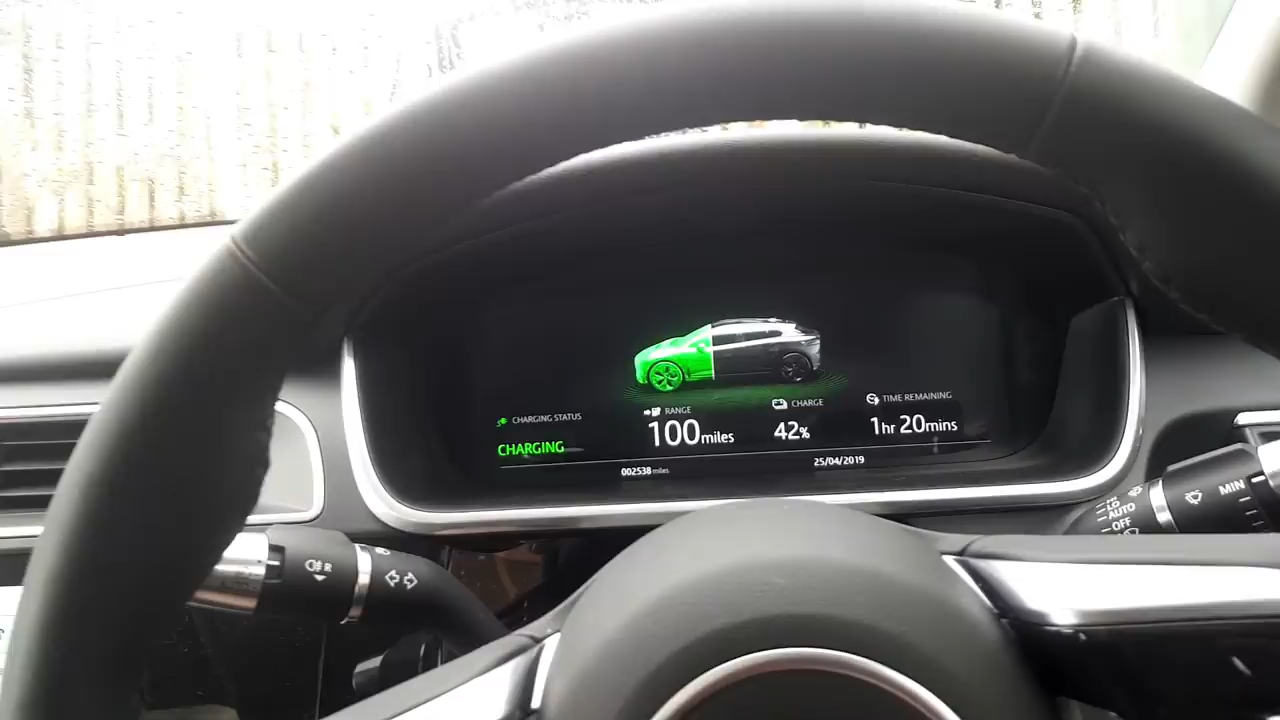 CHARGING STATUS
CHARGING
RANGE
100miles
CHARGE
42%
TIME REMAINING
1hr 20mins
002538 miles
25/04/2019
R
LO
AUTO
OFF
MIN